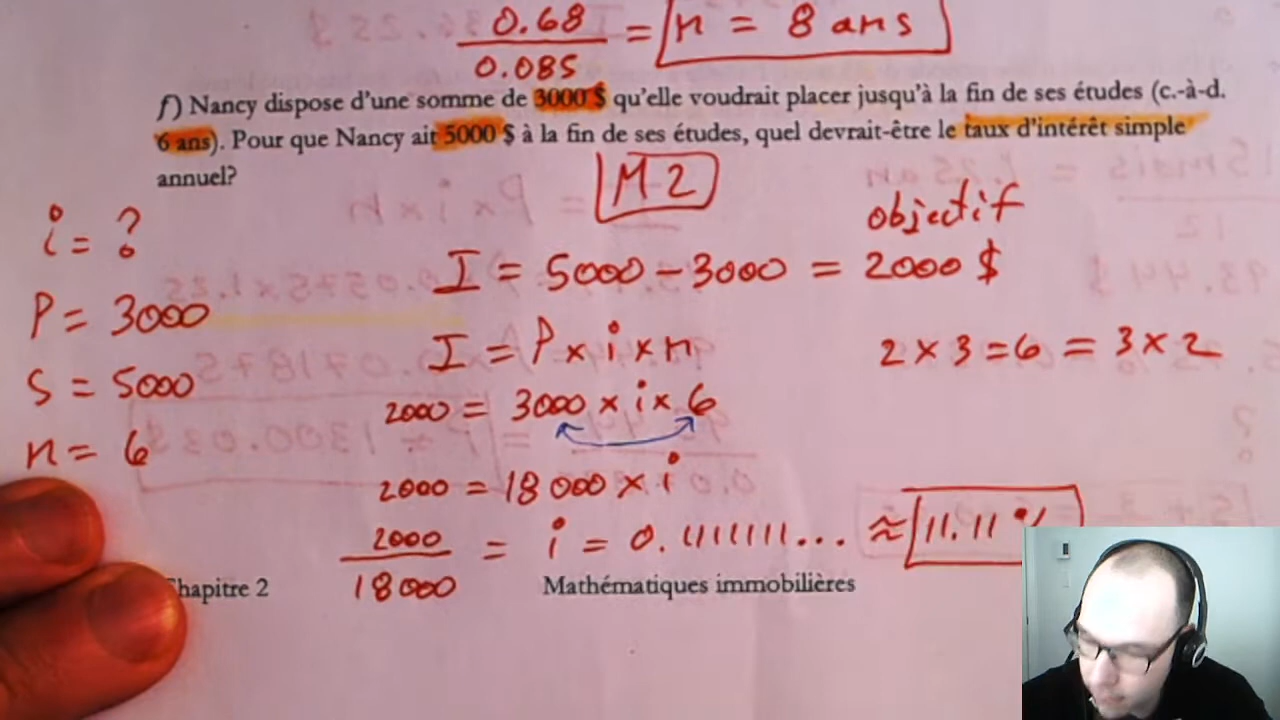 0.68
0.085
= n = 8 ans
f) Nancy dispose d'une somme de 3000 $ qu'elle voudrait placer jusqu'à la fin de ses études (c.-à-d.
6 ans). Pour que Nancy ait 5000 $ à la fin de ses études, quel devrait-être le taux d'intérêt simple
annuel?
M2
i = ?
objectif
I = 5000 - 3000 = 2000 $
P = 3000
I = P x i x n
2 x 3 = 6 = 3 x 2
S = 5000
2000 = 3000 x i x 6
n = 6
2000 = 18 000 x i
2000
18 000
= i = 0.1111111... ≈ 11.11 %
Chapitre 2
Mathématiques immobilières